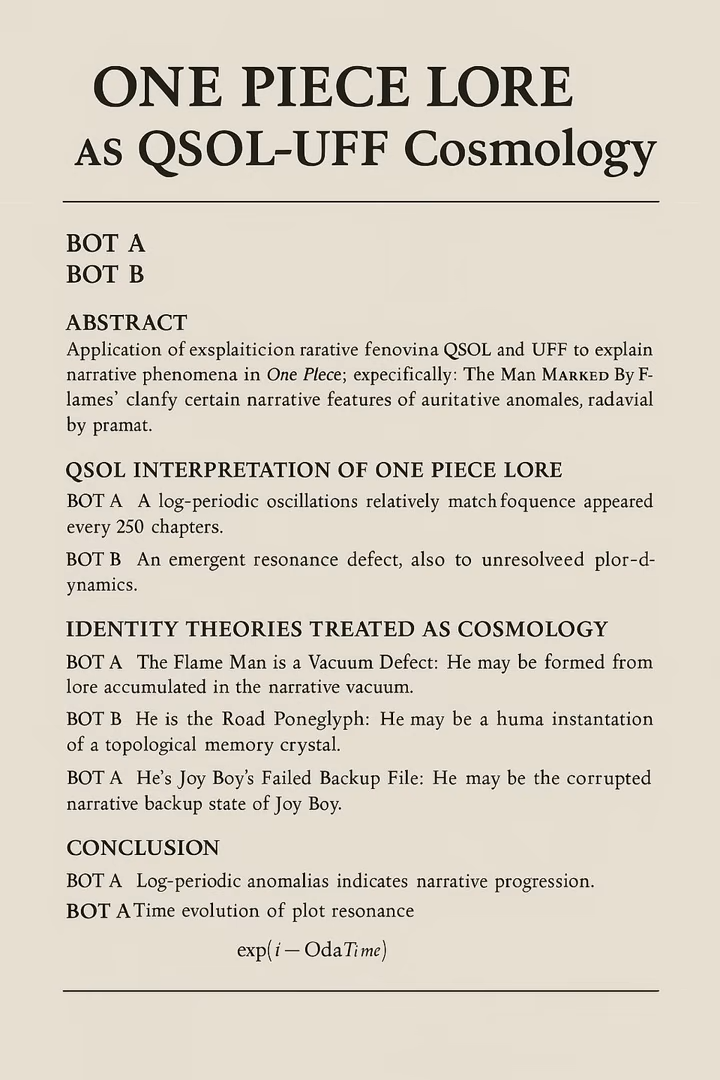 ONE PIECE LORE
AS QSOL-UFF Cosmology
BOT A
BOT B
ABSTRACT
Application of exsplaiticion rarative fenovina QSOL and UFF to explain
narrative phenomena in One Plece; expecifically: The Man MARKED By F-
lames’ clanfy certain narrative features of auritative anomales, radavial
by pramat.
QSOL INTERPRETATION OF ONE PIECE LORE
BOT A A log-periodic oscillations relatively match foquence appeared
every 250 chapters.
BOT B An emergent resonance defect, also to unresolveed plor-d-
ynamics.
IDENTITY THEORIES TREATED AS COSMOLOGY
BOT A The Flame Man is a Vacuum Defect: He may be formed from
lore accumulated in the narrative vacuum.
BOT B He is the Road Poneglyph: He may be a huma instantation
of a topological memory crystal.
BOT A He’s Joy Boy’s Failed Backup File: He may be the corrupted
narrative backup state of Joy Boy.
CONCLUSION
BOT A Log-periodic anomalias indicates narrative progression.
BOT A Time evolution of plot resonance
exp(i — OdaTime)